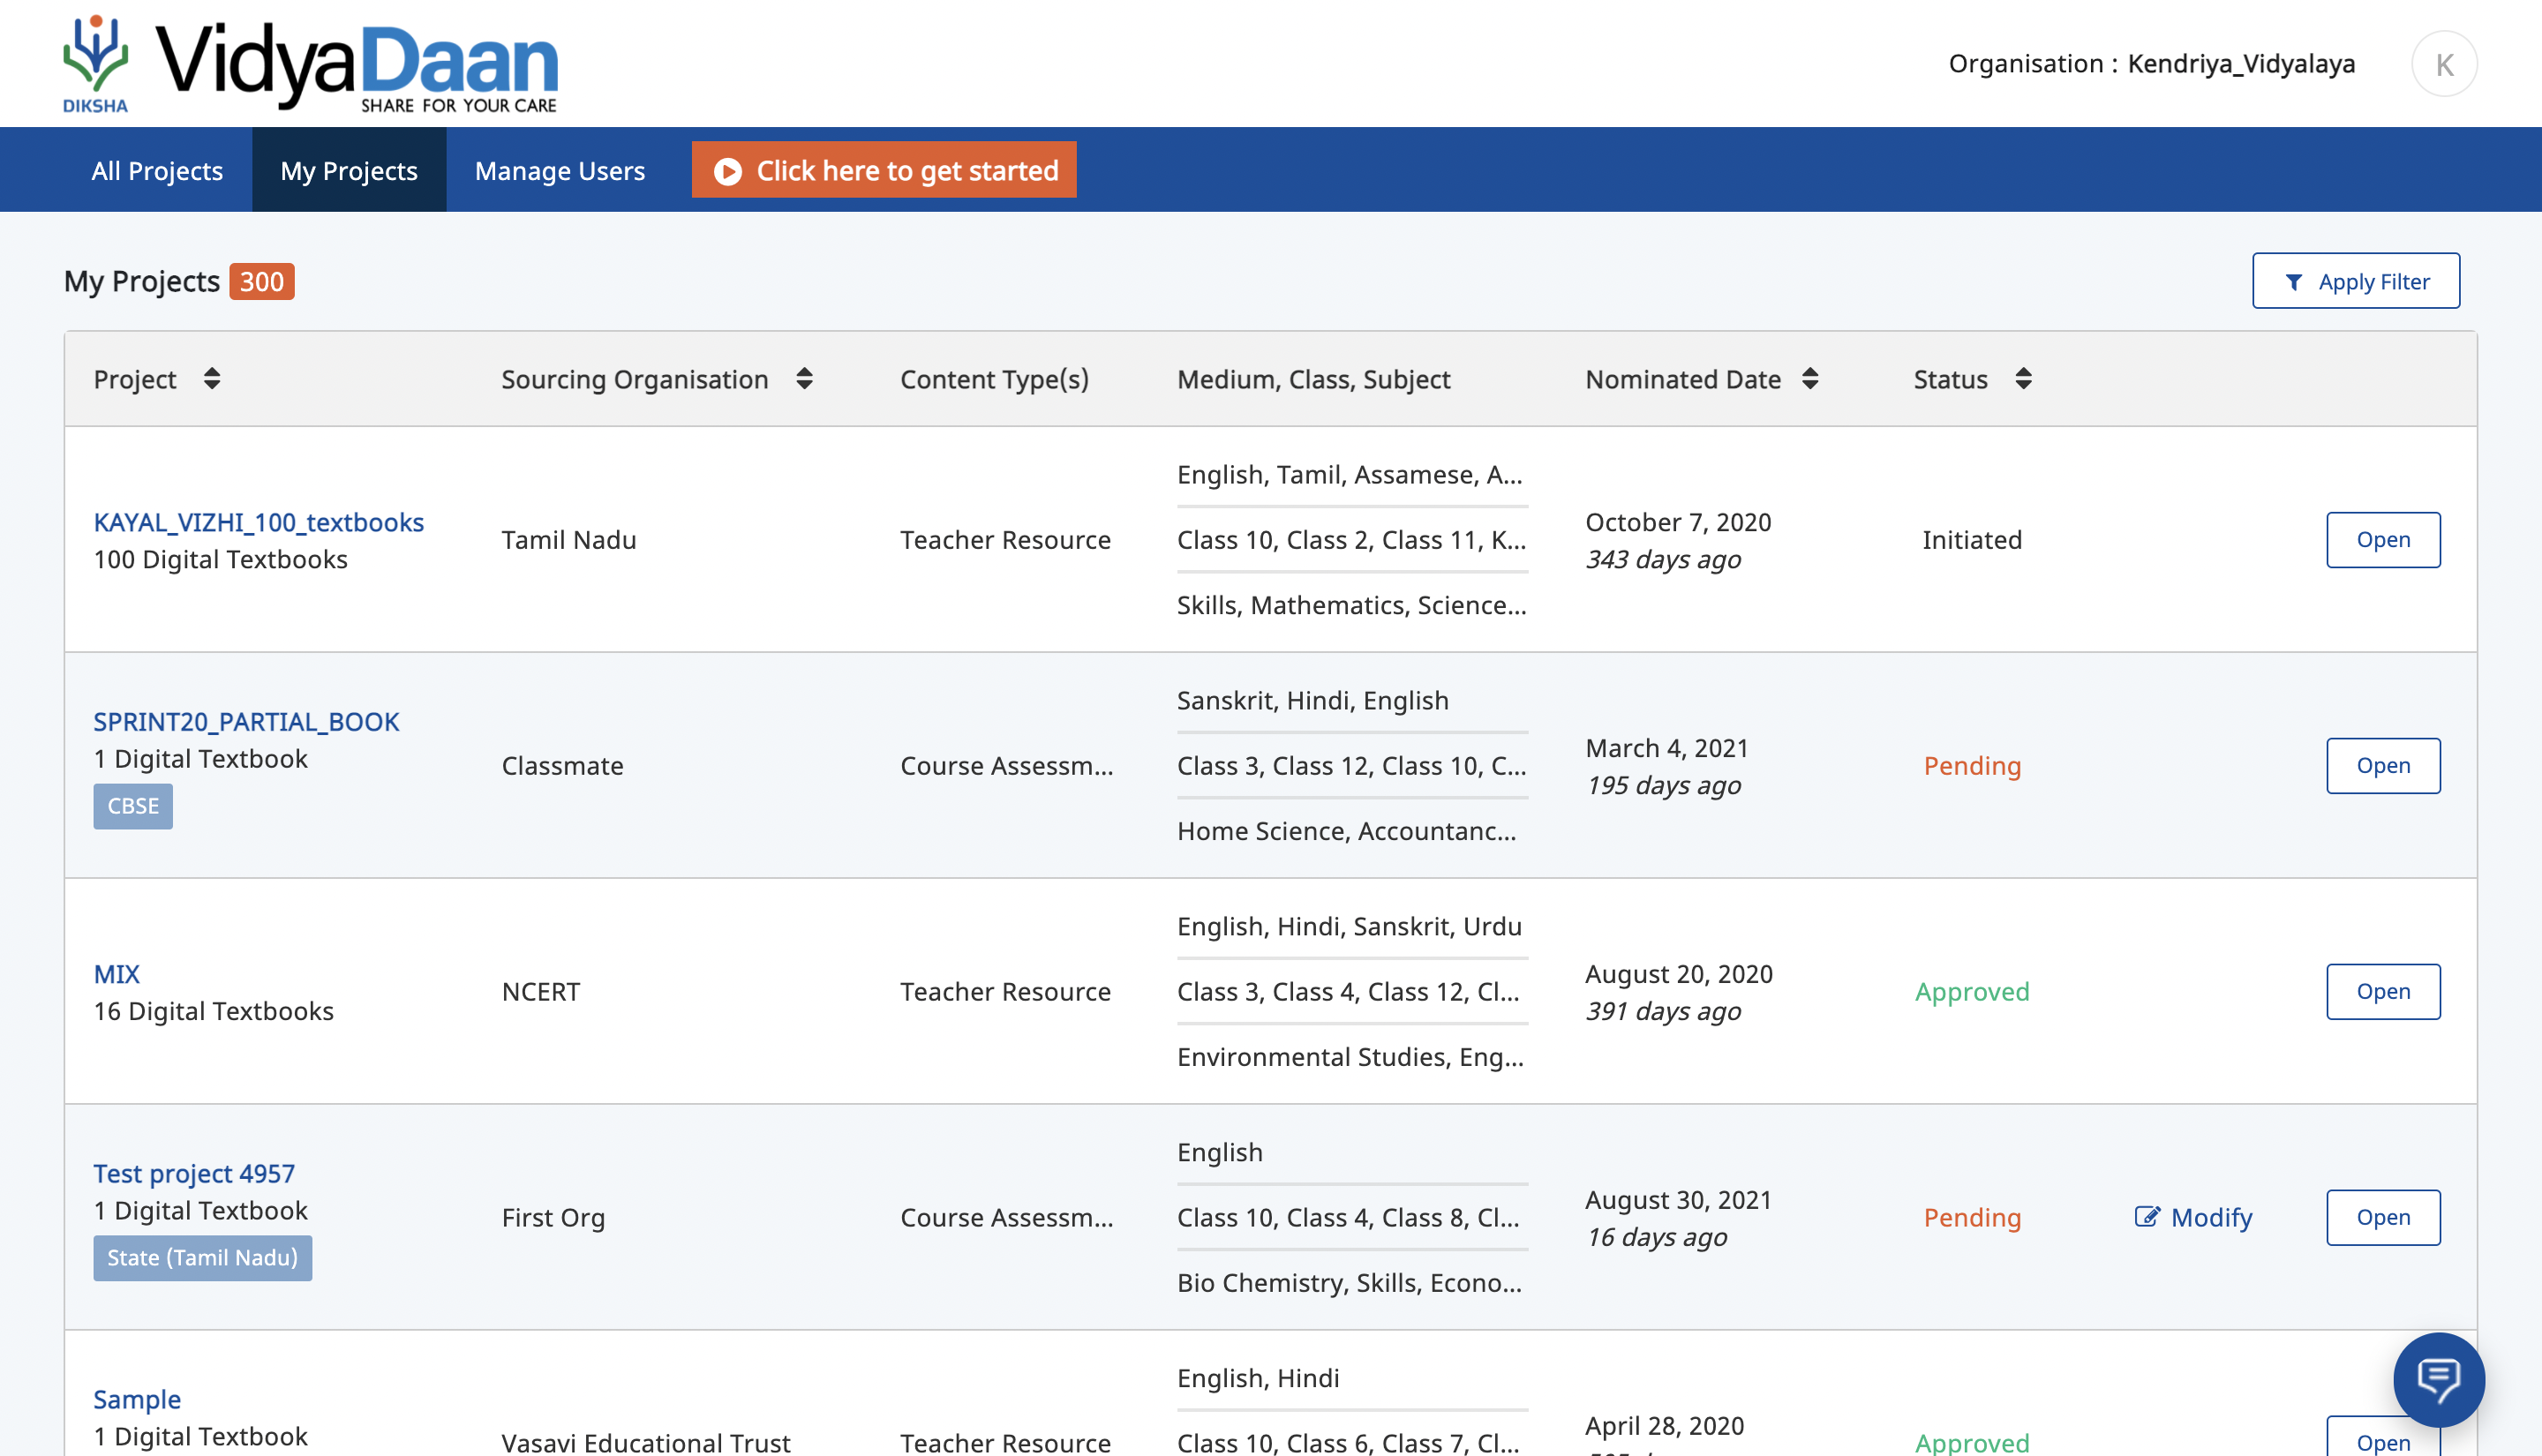 DIKSHA
VidyaDaan
SHARE FOR YOUR CARE
Organisation : Kendriya_Vidyalaya
K
All Projects
My Projects
Manage Users
Click here to get started
My Projects 300
Apply Filter
Project
Sourcing Organisation
Content Type(s)
Medium, Class, Subject
Nominated Date
Status
KAYAL_VIZHI_100_textbooks
100 Digital Textbooks
Tamil Nadu
Teacher Resource
English, Tamil, Assamese, A...
Class 10, Class 2, Class 11, K...
Skills, Mathematics, Science...
October 7, 2020
343 days ago
Initiated
Open
SPRINT20_PARTIAL_BOOK
1 Digital Textbook
CBSE
Classmate
Course Assessm...
Sanskrit, Hindi, English
Class 3, Class 12, Class 10, C...
Home Science, Accountanc...
March 4, 2021
195 days ago
Pending
Open
MIX
16 Digital Textbooks
NCERT
Teacher Resource
English, Hindi, Sanskrit, Urdu
Class 3, Class 4, Class 12, Cl...
Environmental Studies, Eng...
August 20, 2020
391 days ago
Approved
Open
Test project 4957
1 Digital Textbook
State (Tamil Nadu)
First Org
Course Assessm...
English
Class 10, Class 4, Class 8, Cl...
Bio Chemistry, Skills, Econo...
August 30, 2021
16 days ago
Pending
Modify
Open
Sample
1 Digital Textbook
Vasavi Educational Trust
Teacher Resource
English, Hindi
Class 10, Class 6, Class 7, Cl...
April 28, 2020
Approved
Open